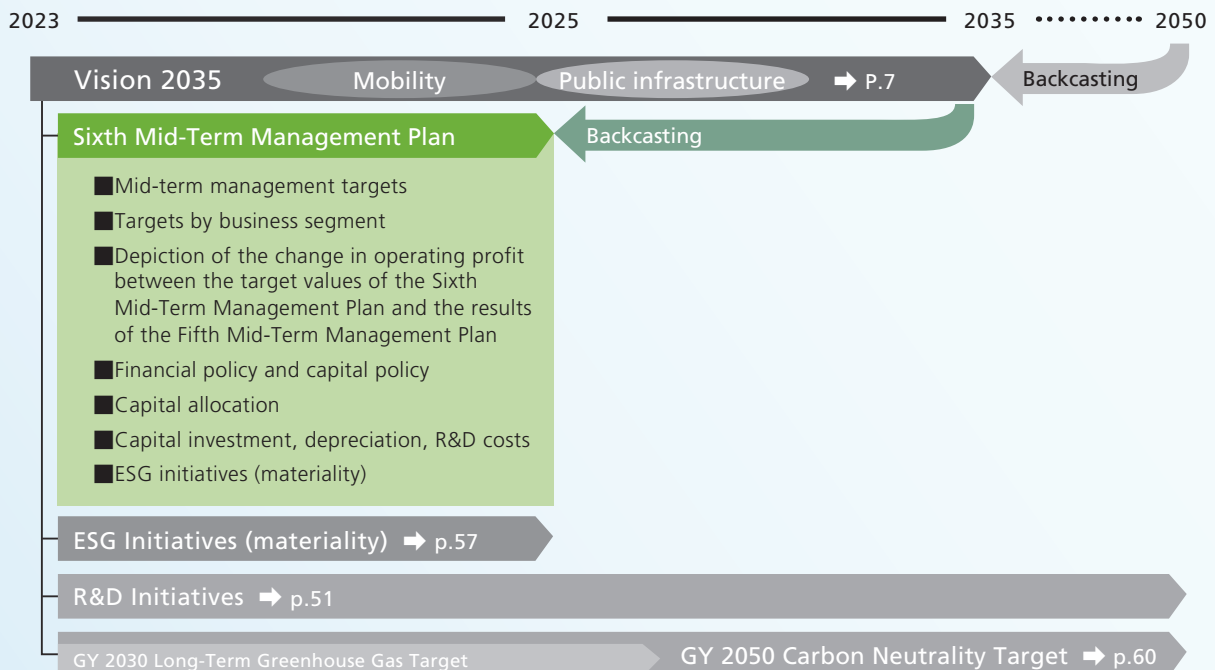 2023 2025 2035 2050
Vision 2035 Mobility Public infrastructure ➡ P.7 Backcasting
Sixth Mid-Term Management Plan Backcasting
■Mid-term management targets
■Targets by business segment
■Depiction of the change in operating profit
between the target values of the Sixth
Mid-Term Management Plan and the results
of the Fifth Mid-Term Management Plan
■Financial policy and capital policy
■Capital allocation
■Capital investment, depreciation, R&D costs
■ESG initiatives (materiality)
ESG Initiatives (materiality) ➡ p.57
R&D Initiatives ➡ p.51
GY 2030 Long-Term Greenhouse Gas Target GY 2050 Carbon Neutrality Target ➡ p.60